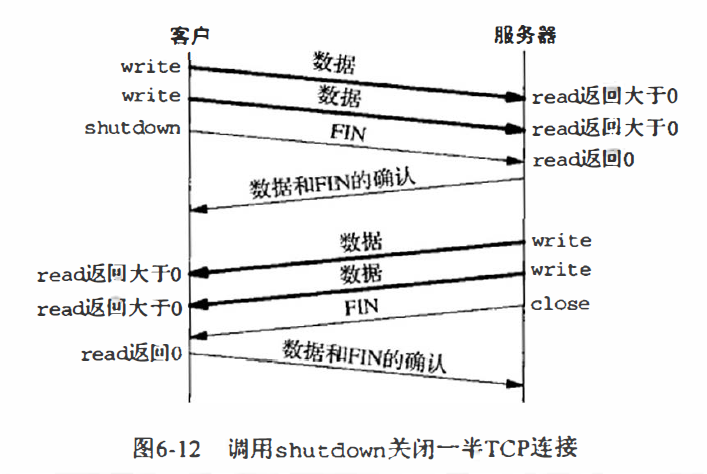 客户 服务器
write 数据
write 数据 read返回大于0
shutdown FIN read返回大于0
read返回0
数据和FIN的确认
数据 write
read返回大于0 数据 write
read返回大于0 FIN close
read返回0 数据和FIN的确认
图6-12 调用shutdown关闭一半TCP连接